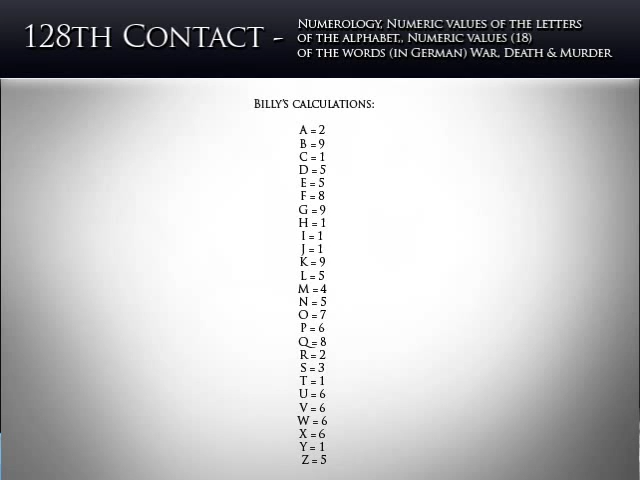 128th Contact -
Numerology, Numeric values of the letters
of the alphabet,, Numeric values (18)
of the words (in German) War, Death & Murder
Billy's calculations:
A = 2
B = 9
C = 1
D = 5
E = 5
F = 8
G = 9
H = 1
I = 1
J = 1
K = 9
L = 5
M = 4
N = 5
O = 7
P = 6
Q = 8
R = 2
S = 3
T = 1
U = 6
V = 6
W = 6
X = 6
Y = 1
Z = 5